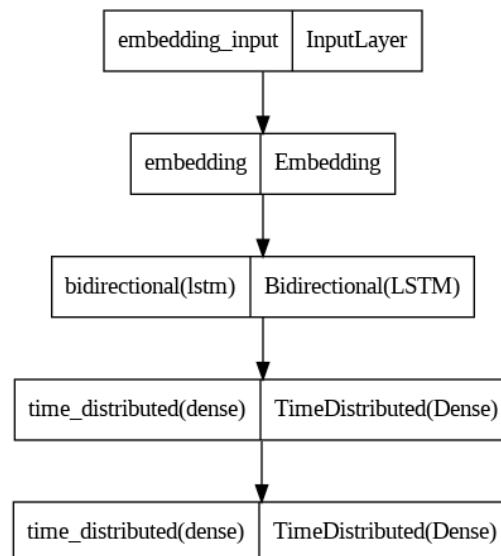 embedding_input InputLayer
embedding Embedding
bidirectional(lstm) Bidirectional(LSTM)
time_distributed(dense) TimeDistributed(Dense)
time_distributed(dense) TimeDistributed(Dense)